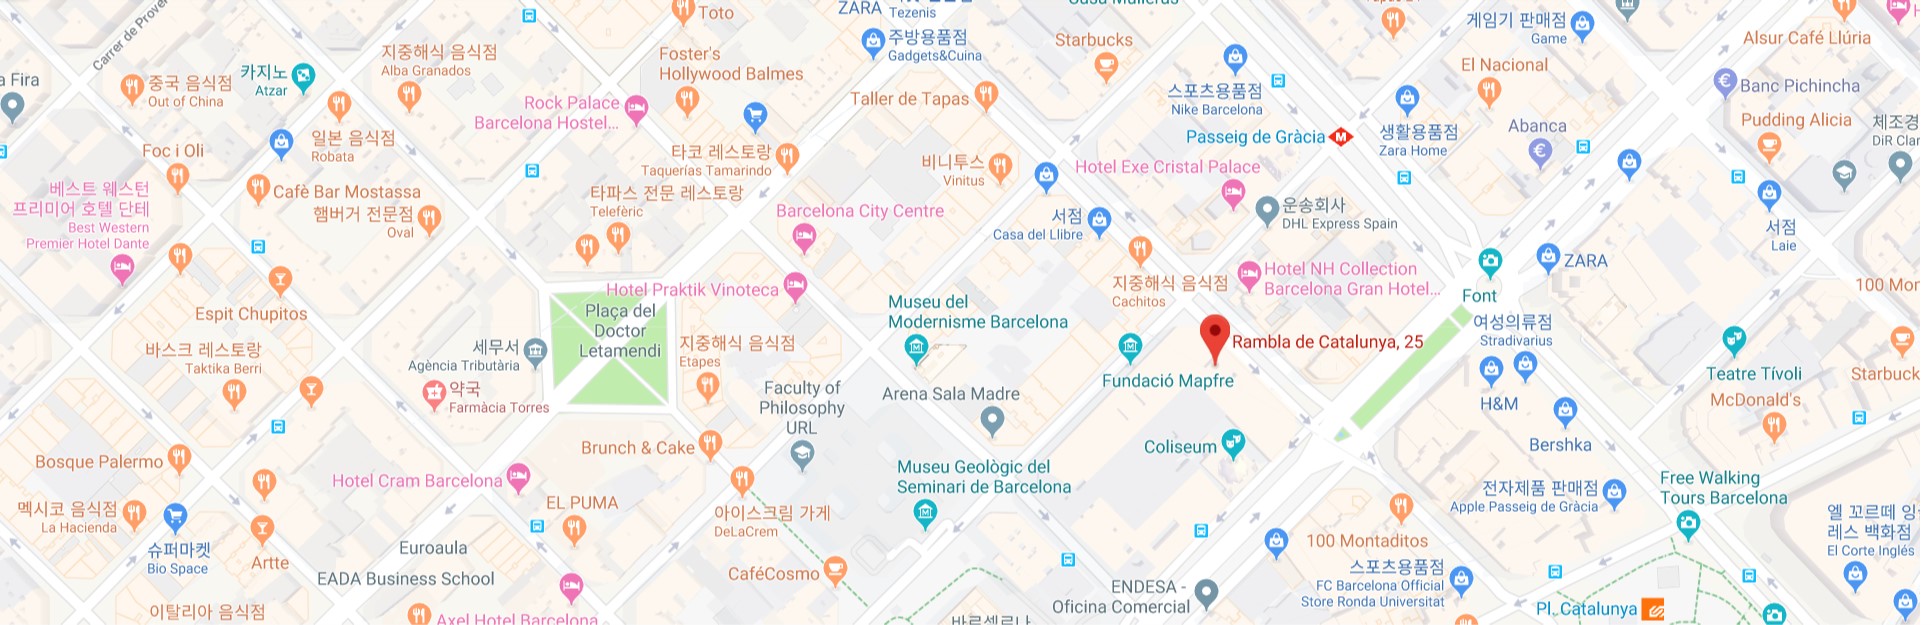 Carrer de Prove
a Fira
중국 음식점
Out of China
카지노
Atzar
지중해식 음식점
Alba Granados
일본 음식점
Robata
Foc i Oli
베스트 웨스턴
프리미어 호텔 단테
Best Western
Premier Hotel Dante
Cafè Bar Mostassa
햄버거 전문점
Oval
Espit Chupitos
바스크 레스토랑
Taktika Berri
Bosque Palermo
멕시코 음식점
La Hacienda
슈퍼마켓
Bio Space
Artte
이탈리아 음식점
Toto
Foster's
Hollywood Balmes
Rock Palace
Barcelona Hostel...
타코 레스토랑
Taquerías Tamarindo
타파스 전문 레스토랑
Telefèric
Hotel Praktik Vinoteca
Plaça del
Doctor
Letamendi
세무서
Agència Tributària
약국
Farmàcia Torres
지중해식 음식점
Etapes
Brunch & Cake
Hotel Cram Barcelona
EL PUMA
Euroaula
EADA Business School
Axel Hotel Barcelona
ZARA
Tezenis
주방용품점
Gadgets&Cuina
Taller de Tapas
비니투스
Vinitus
Barcelona City Centre
서점
Casa del Llibre
Museu del
Modernisme Barcelona
Faculty of
Philosophy
URL
Arena Sala Madre
Museu Geològic del
Seminari de Barcelona
아이스크림 가게
DeLaCrem
CaféCosmo
Starbucks
스포츠용품점
Nike Barcelona
Passeig de Gràcia
M
Hotel Exe Cristal Palace
운송회사
DHL Express Spain
지중해식 음식점
Cachitos
Hotel NH Collection
Barcelona Gran Hotel...
Rambla de Catalunya, 25
Fundació Mapfre
Coliseum
ENDESA -
Oficina Comercial
게임기 판매점
Game
El Nacional
생활용품점
Zara Home
Abanca
ZARA
Font
여성의류점
Stradivarius
H&M
Bershka
전자제품 판매점
Apple Passeig de Gràcia
100 Montaditos
스포츠용품점
FC Barcelona Official
Store Ronda Universitat
Pl. Catalunya
Alsur Café Llúria
Banc Pichincha
Pudding Alicia
체조경
DiR Clar
서점
Laie
100 Mon
Teatre Tívoli
McDonald's
Starbuck
Free Walking
Tours Barcelona
엘 꼬르떼 잉
레스 백화점
El Corte Inglés